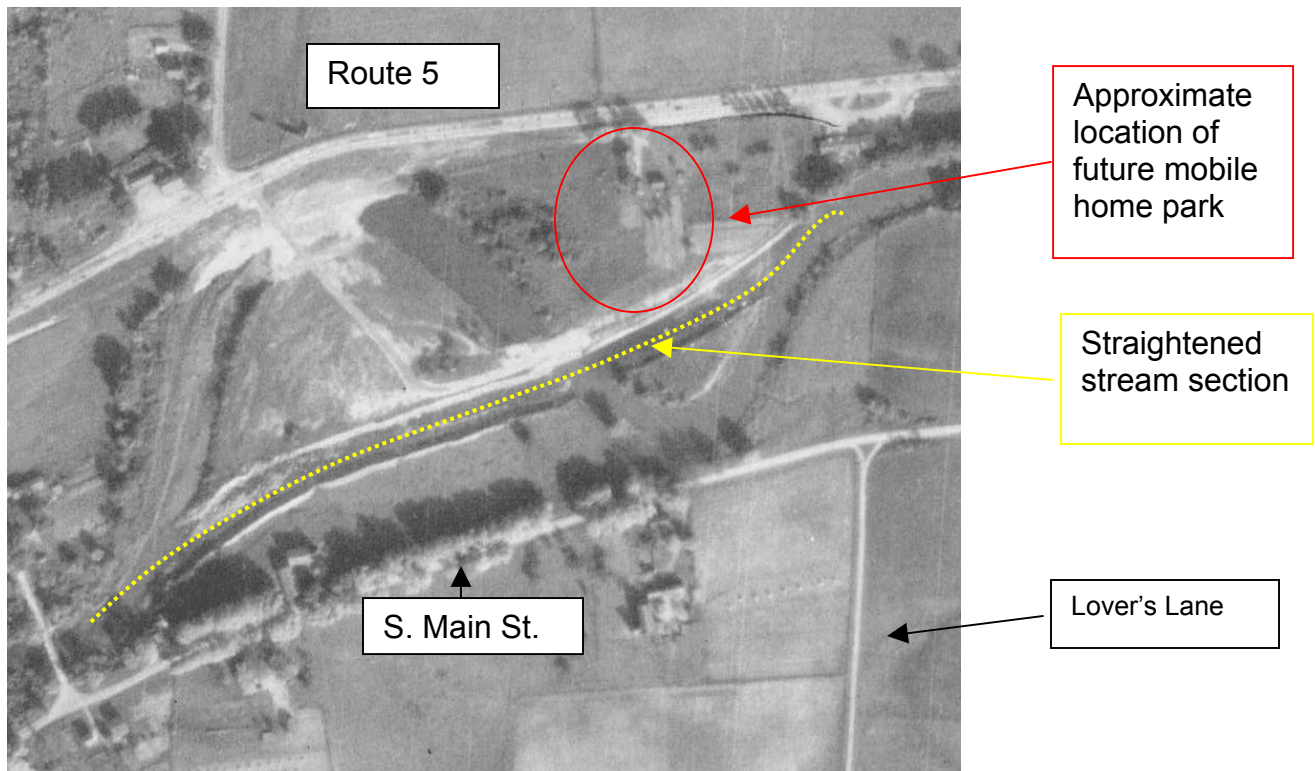 Route 5
Approximate
location of
future mobile
home park
Straightened
stream section
S. Main St.
Lover’s Lane